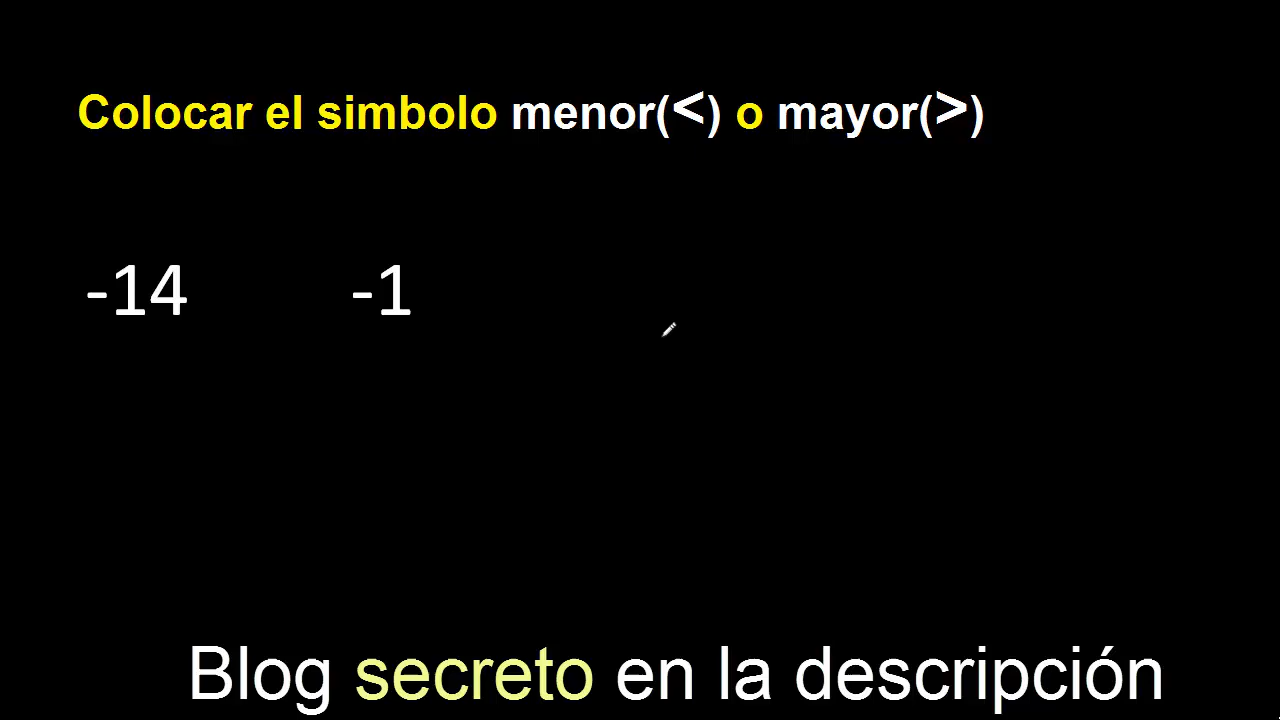 Colocar el simbolo menor(<) o mayor(>)
-14 -1
Blog secreto en la descripción